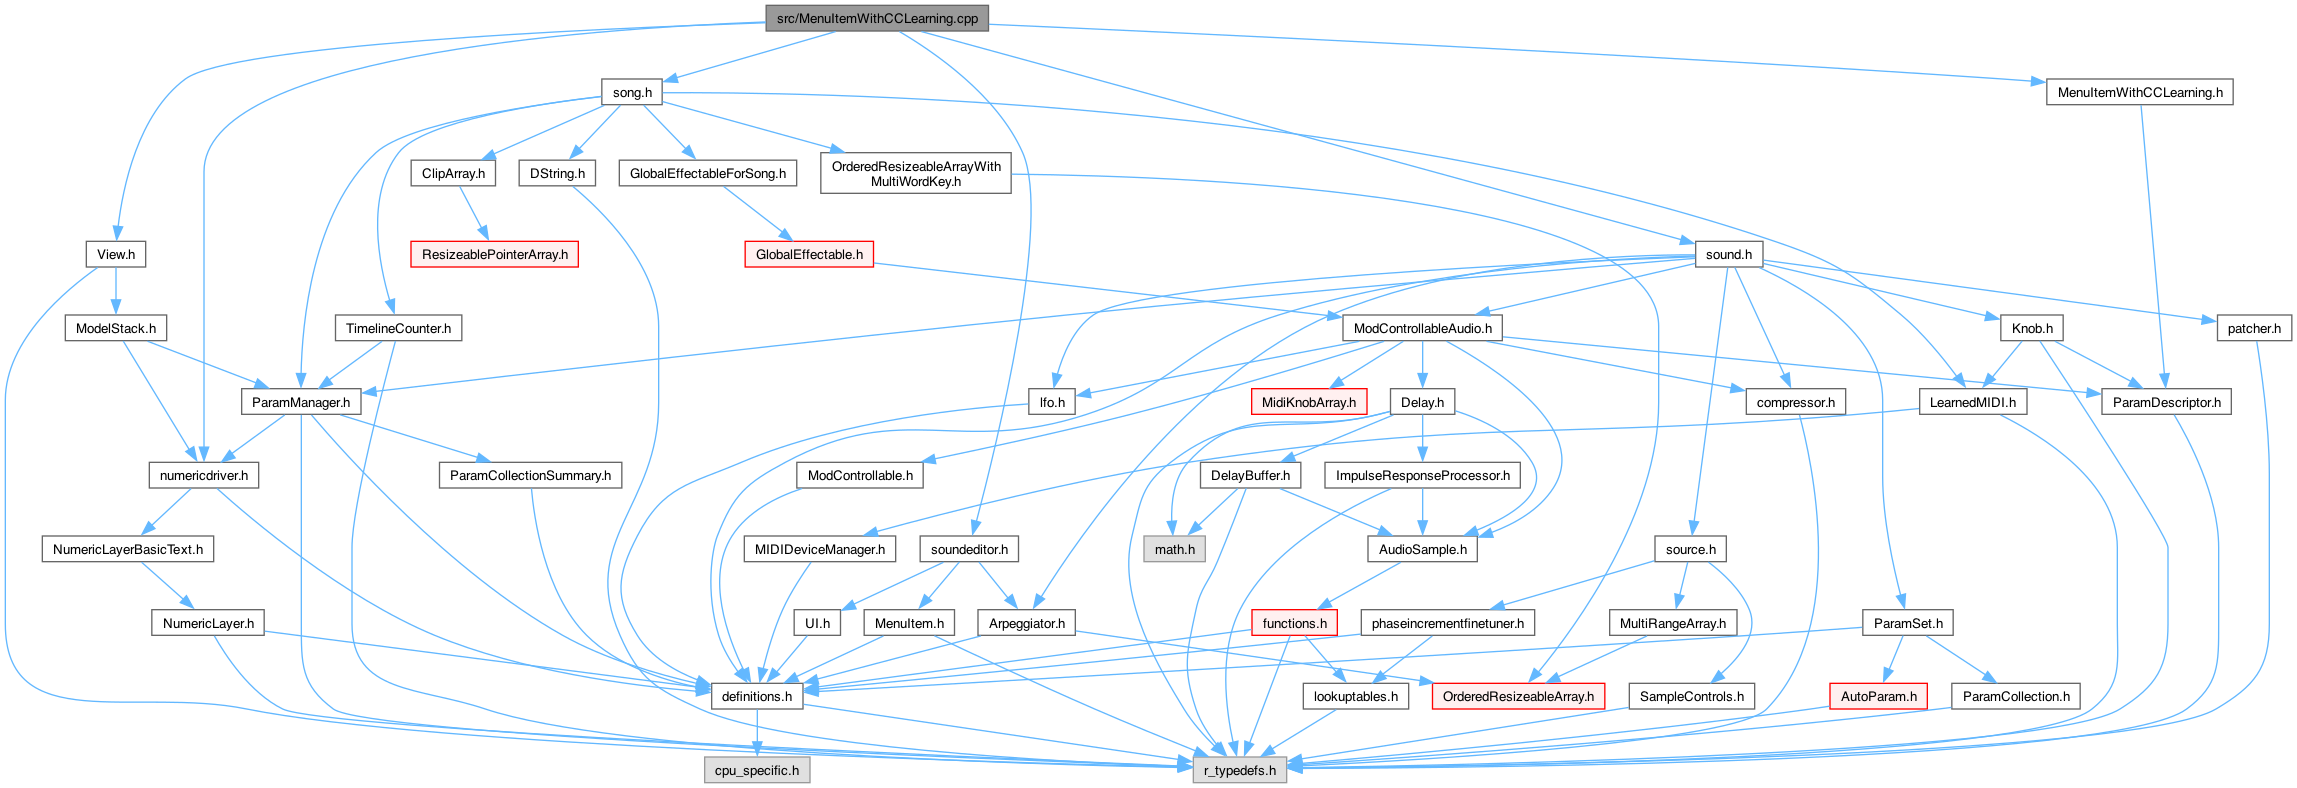 src/MenuItemWithCCLearning.cpp
song.h
MenuItemWithCCLearning.h
ClipArray.h
DString.h
GlobalEffectableForSong.h
OrderedResizeableArrayWith
MultiWordKey.h
View.h
ResizeablePointerArray.h
GlobalEffectable.h
sound.h
ModelStack.h
TimelineCounter.h
ModControllableAudio.h
Knob.h
patcher.h
ParamManager.h
lfo.h
MidiKnobArray.h
Delay.h
compressor.h
LearnedMIDI.h
ParamDescriptor.h
numericdriver.h
ParamCollectionSummary.h
ModControllable.h
DelayBuffer.h
ImpulseResponseProcessor.h
NumericLayerBasicText.h
MIDIDeviceManager.h
soundeditor.h
math.h
AudioSample.h
source.h
NumericLayer.h
UI.h
MenuItem.h
Arpeggiator.h
functions.h
phaseincrementfinetuner.h
MultiRangeArray.h
ParamSet.h
definitions.h
lookuptables.h
OrderedResizeableArray.h
SampleControls.h
AutoParam.h
ParamCollection.h
cpu_specific.h
r_typedefs.h